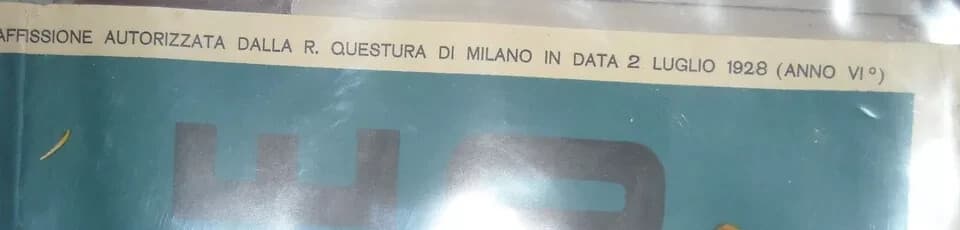 AFFISSIONE AUTORIZZATA DALLA R. QUESTURA DI MILANO IN DATA 2 LUGLIO 1928 (ANNO VI°)